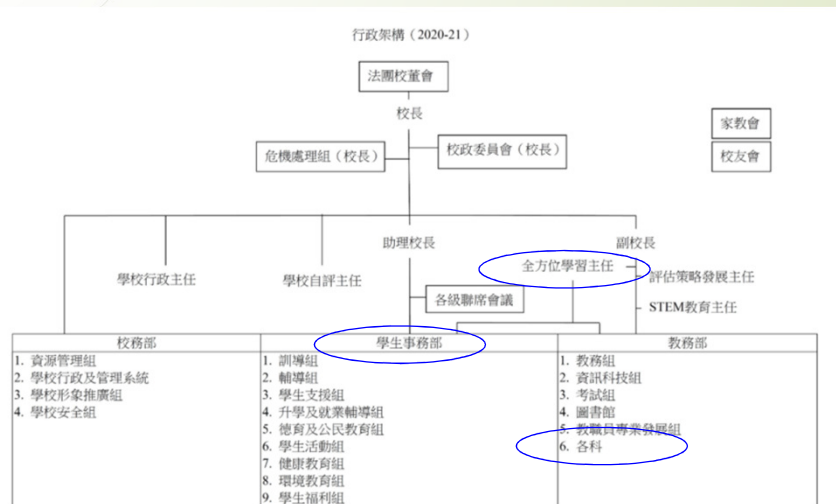 行政架構（2020-21）
法團校董會
校長
家教會
危機處理組（校長）
校政委員會（校長）
校友會
助理校長
副校長
全方位學習主任
學校行政主任
學校自評主任
評估策略發展主任
各級聯席會議
STEM教育主任
校務部
1. 資源管理組
2. 學校行政及管理系統
3. 學校形象推廣組
4. 學校安全組
學生事務部
1. 訓導組
2. 輔導組
3. 學生支援組
4. 升學及就業輔導組
5. 德育及公民教育組
6. 學生活動組
7. 健康教育組
8. 環境教育組
9. 學生福利組
教務部
1. 教務組
2. 資訊科技組
3. 考試組
4. 圖書館
5. 教職員專業發展組
6. 各科